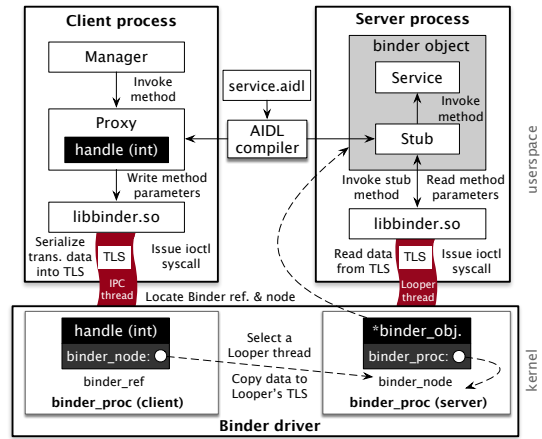 Client process
Manager
Invoke
method
Proxy
handle (int)
Write method
parameters
libbinder.so
Serialize
trans. data
into TLS
TLS
Issue ioctl
syscall
IPC
thread
service.aidl
AIDL
compiler
Server process
binder object
Service
Invoke
method
Stub
Invoke stub
method
Read method
parameters
libbinder.so
Read data
from TLS
TLS
Issue ioctl
syscall
Looper
thread
userspace
Locate Binder ref. & node
handle (int)
binder_node:
binder_ref
binder_proc (client)
Select a
Looper thread
Copy data to
Looper's TLS
*binder_obj.
binder_proc:
binder_node
binder_proc (server)
Binder driver
kernel